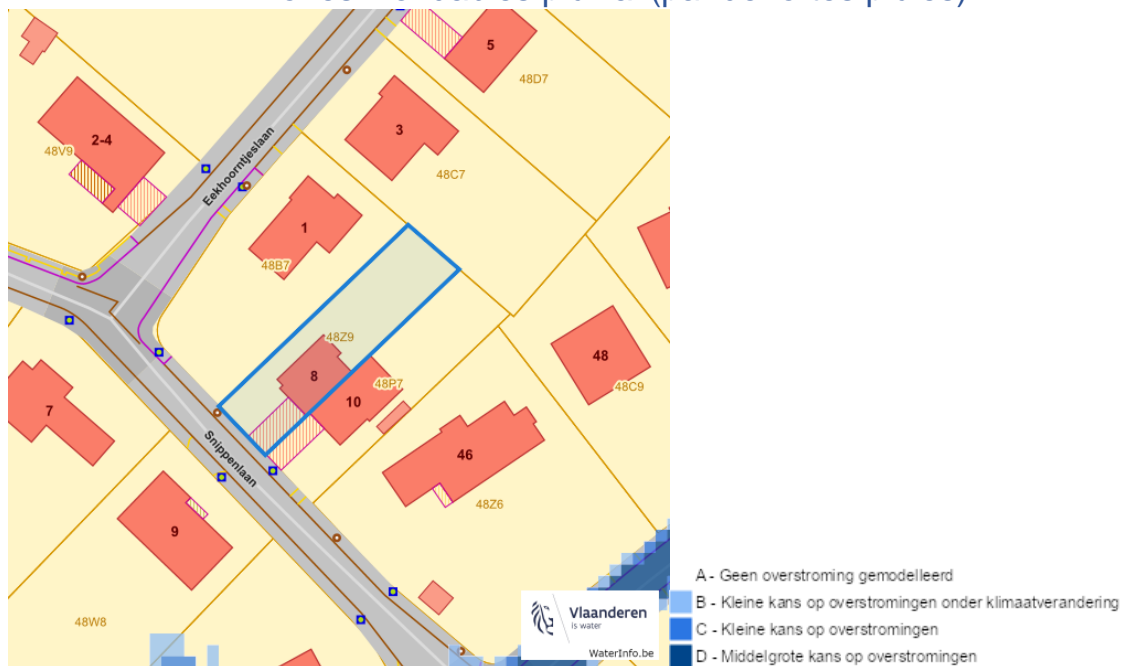 5
48D7
2-4
48V9
Eekhoorntjeslaan
3
48C7
1
48B7
48Z9
8
48P7
10
48
48C9
7
Snippenlaan
46
48Z6
9
48W8
Vlaanderen
is water
WaterInfo.be
A - Geen overstroming gemodelleerd
B - Kleine kans op overstromingen onder klimaatverandering
C - Kleine kans op overstromingen
D - Middelgrote kans op overstromingen